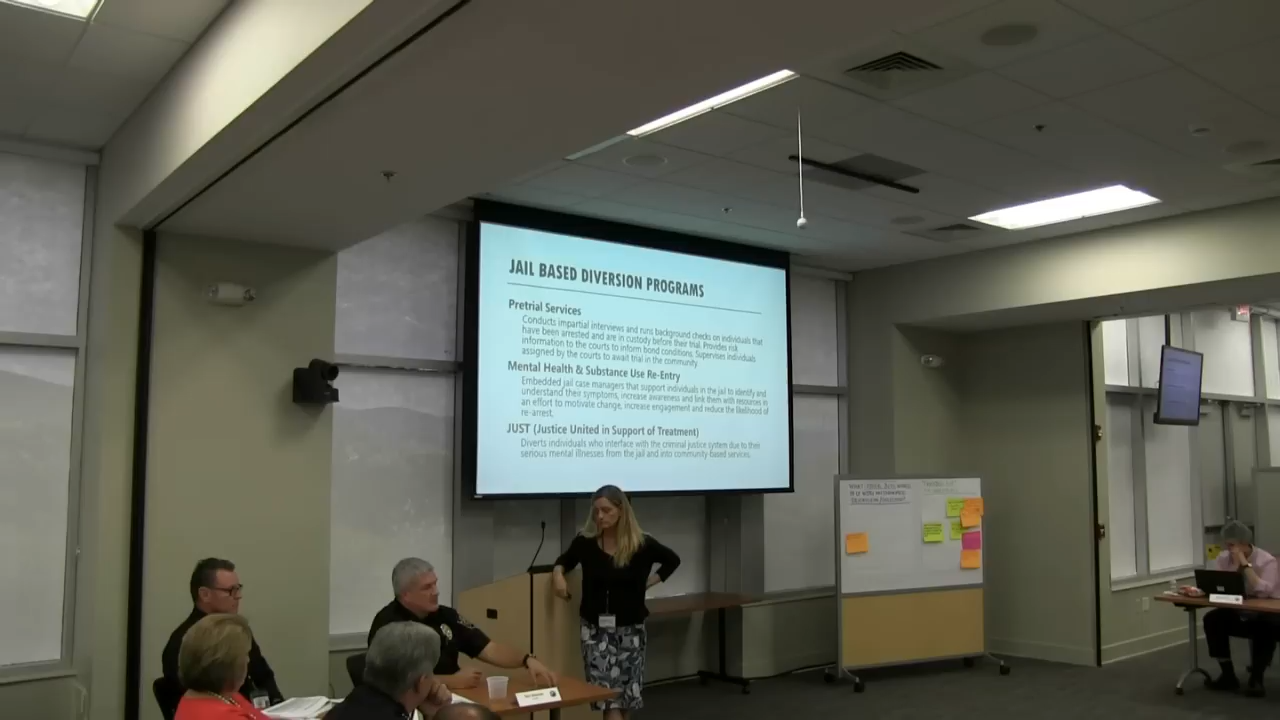 JAIL BASED DIVERSION PROGRAMS
Pretrial Services
Conducts impartial interviews and runs background checks on individuals that
have been arrested and are in custody before their trial. Provides risk
information to the courts to inform bond conditions. Supervises individuals
assigned by the courts to await trial in the community.
Mental Health & Substance Use Re-Entry
Embedded jail case managers that support individuals in the jail to identify and
understand their symptoms, increase awareness and link them with resources in
an effort to motivate change, increase engagement and reduce the likelihood of
re-arrest.
JUST (Justice United in Support of Treatment)
Diverts individuals who interface with the criminal justice system due to their
serious mental illnesses from the jail and into community-based services.